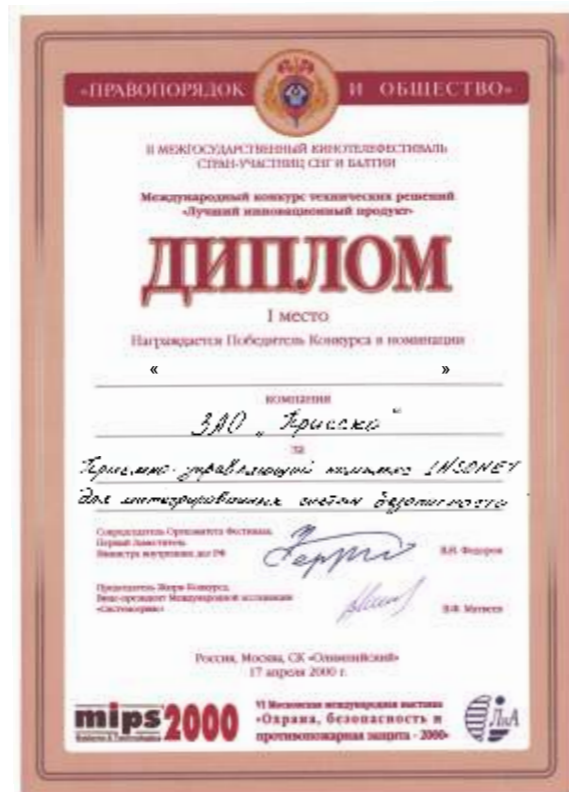 «ПРАВОПОРЯДОК И ОБЩЕСТВО»
II МЕЖГОСУДАРСТВЕННЫЙ КИНОТЕЛЕФЕСТИВАЛЬ
СТРАН-УЧАСТНИЦ СНГ И БАЛТИИ
Международный конкурс технических решений
«Лучший инновационный продукт»
ДИПЛОМ
I место
Награждается Победитель Конкурса в номинации
« »
компания
ЗАО
за
Приемно-управляющий комплекс INSONET
для интегрированных систем безопасности
Сопредседатель Оргкомитета Фестиваля,
Первый Заместитель
Министра внутренних дел РФ
В.И. Федоров
Председатель Жюри Конкурса,
Вице-президент Международной ассоциации
«Системсервис»
В.Ф. Матвеев
Россия, Москва, СК «Олимпийский»
17 апреля 2000 г.
mips 2000
VI Московская международная выставка
«Охрана, безопасность и
противопожарная защита - 2000»
ЛиА